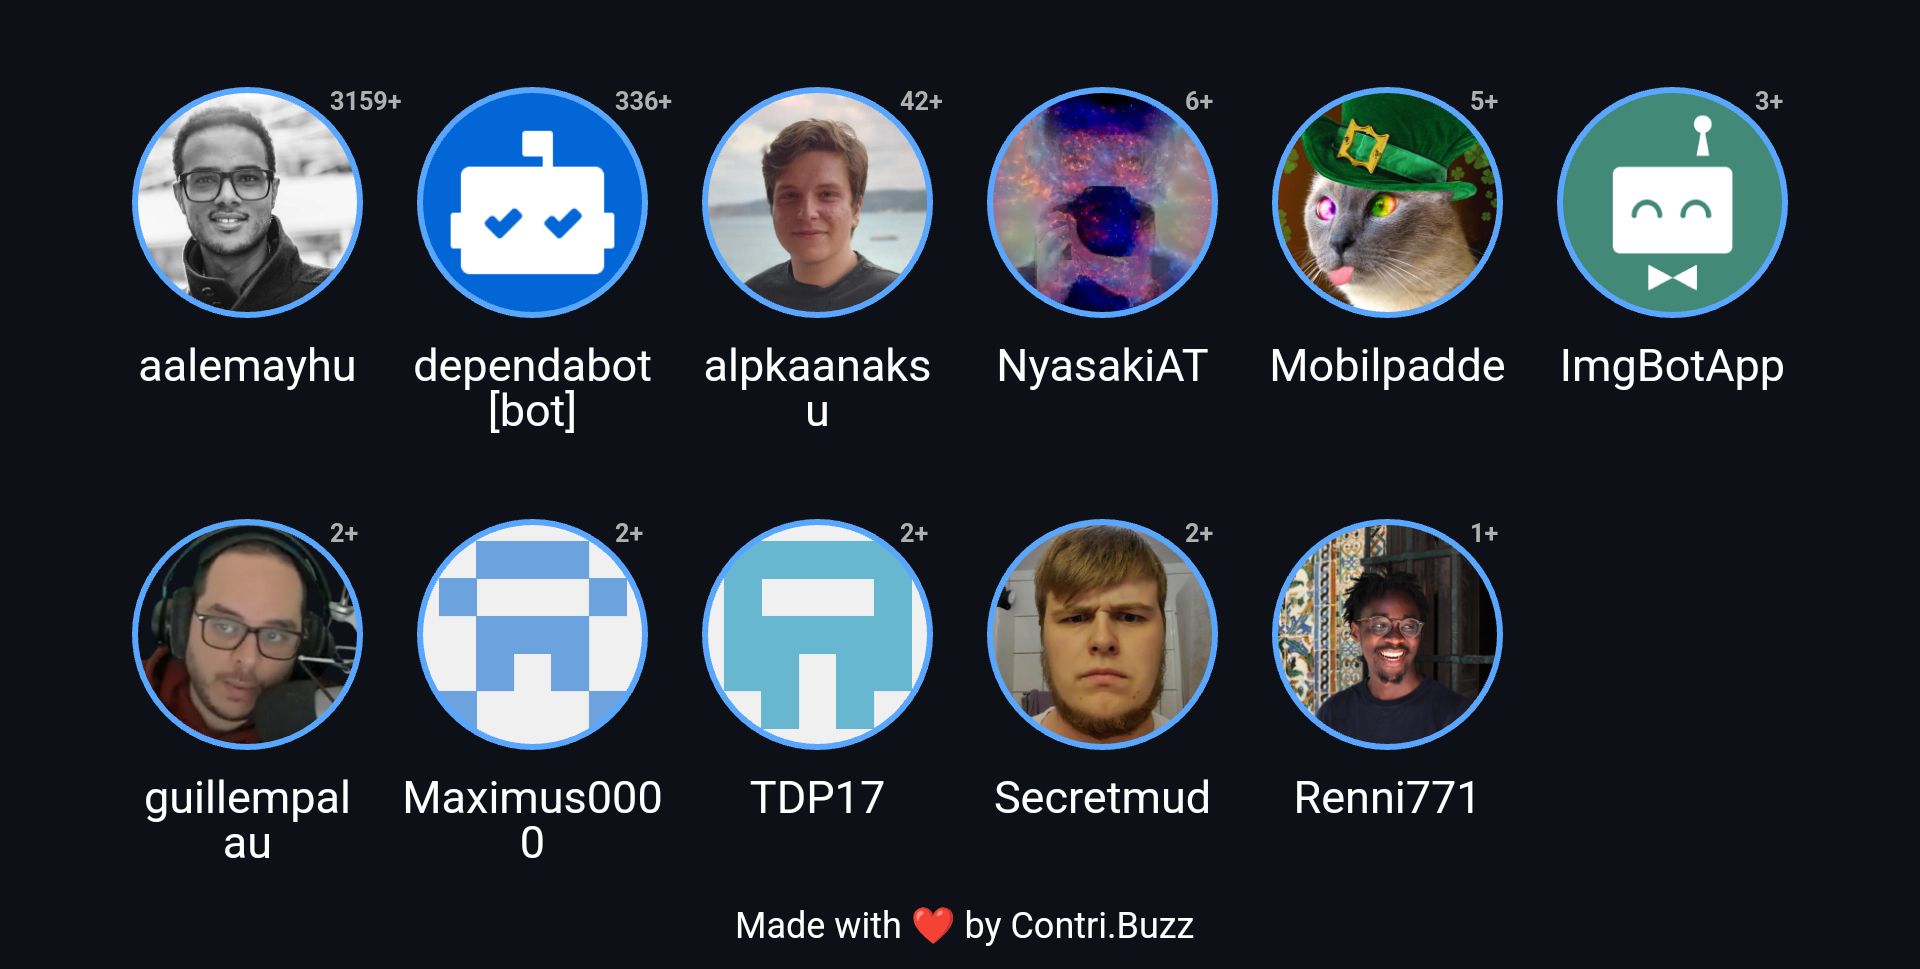 3159+
336+
42+
6+
5+
3+
aalemayhu
dependabot
[bot]
alpkaanaks
u
NyasakiAT
Mobilpadde
ImgBotApp
2+
2+
2+
2+
1+
guillempal
au
Maximus000
0
TDP17
Secretmud
Renni771
Made with ❤️ by Contri.Buzz